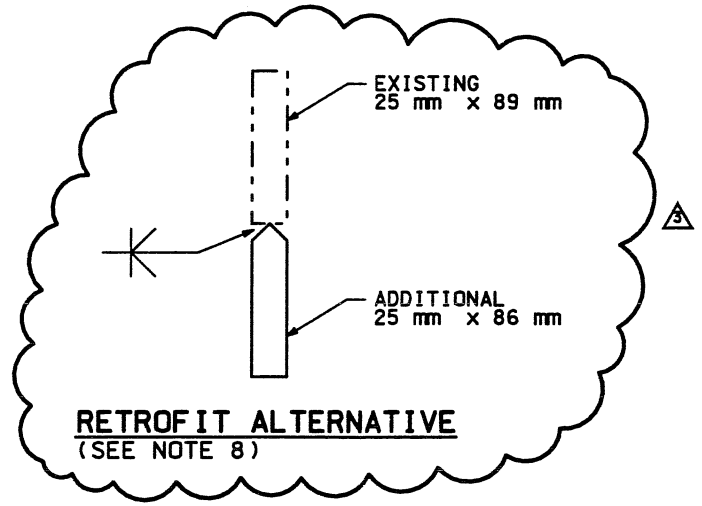 EXISTING
25 mm x 89 mm
3
ADDITIONAL
25 mm x 86 mm
RETROFIT ALTERNATIVE
(SEE NOTE 8)